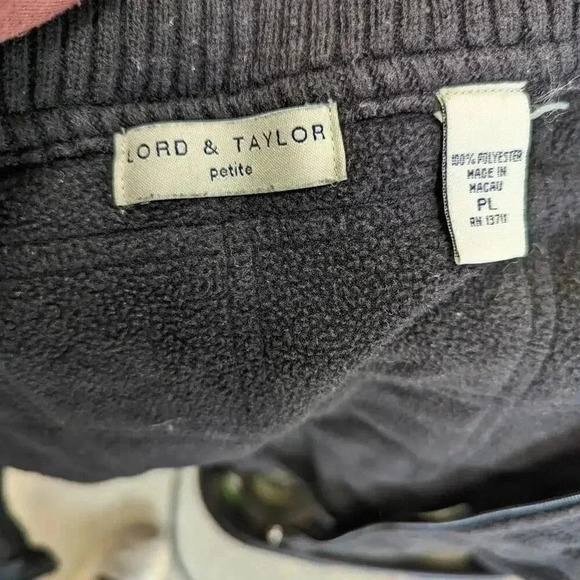 LORD & TAYLOR
petite
100% POLYESTER
MADE IN
MACAU
PL
RN 13711